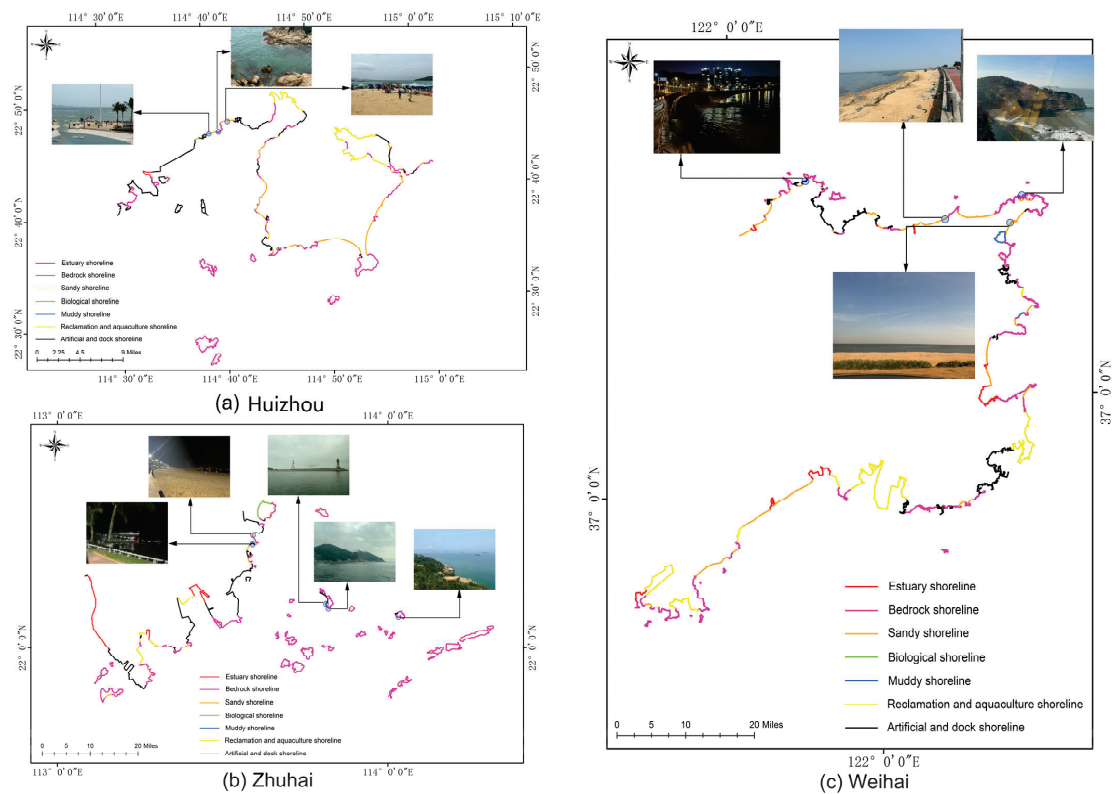 114° 30′0″E 114° 40′0″E 114° 50′0″E 115° 0′0″E 115° 10′0″E
22° 50′0″N
22° 50′0″N
22° 40′0″N
22° 40′0″N
22° 30′0″N
22° 30′0″N
Estuary shoreline
Bedrock shoreline
Sandy shoreline
Biological shoreline
Muddy shoreline
Reclamation and aquaculture shoreline
Artificial and dock shoreline
0 2.25 4.5 9 Miles
114° 30′0″E 114° 40′0″E 114° 50′0″E 115° 0′0″E
(a) Huizhou
113° 0′0″E 114° 0′0″E
22° 0′0″N
22° 0′0″N
Estuary shoreline
Bedrock shoreline
Sandy shoreline
Biological shoreline
Muddy shoreline
Reclamation and aquaculture shoreline
Artificial and dock shoreline
0 5 10 20 Miles
113° 0′0″E 114° 0′0″E
(b) Zhuhai
122° 0′0″E
37° 0′0″N
37° 0′0″N
Estuary shoreline
Bedrock shoreline
Sandy shoreline
Biological shoreline
Muddy shoreline
Reclamation and aquaculture shoreline
Artificial and dock shoreline
0 5 10 20 Miles
122° 0′0″E
(c) Weihai